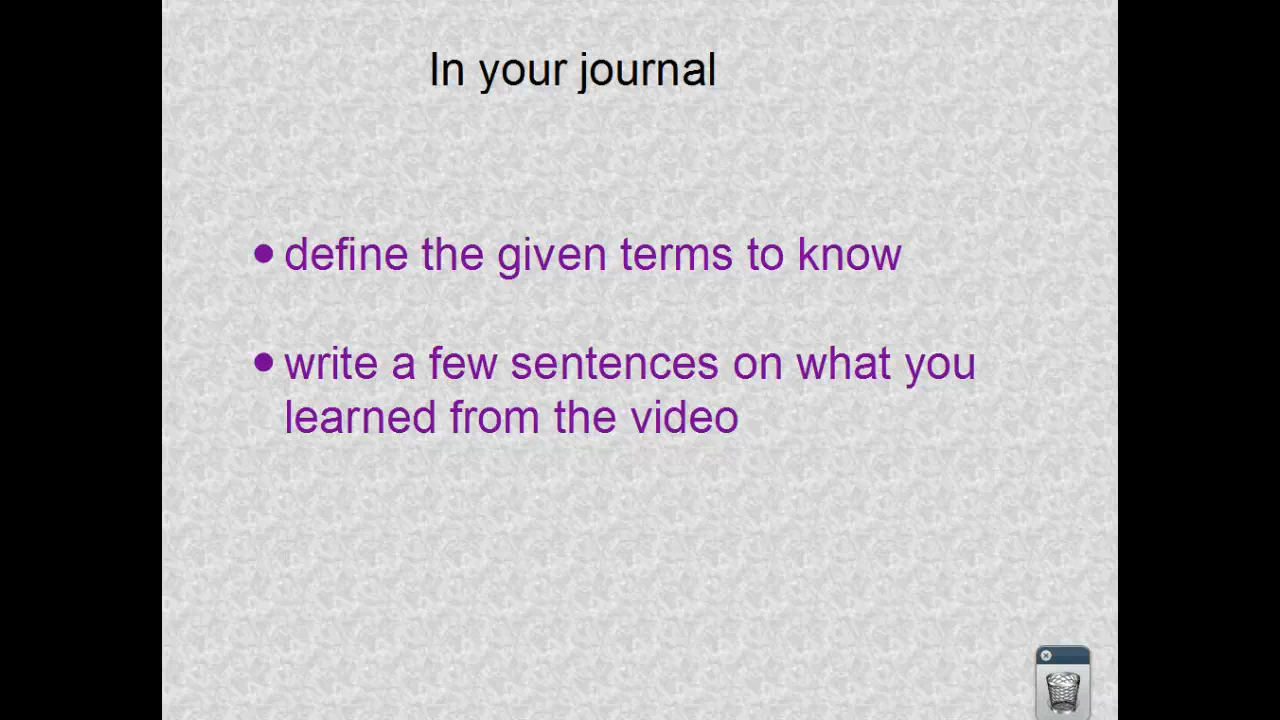 In your journal
• define the given terms to know
• write a few sentences on what you
learned from the video